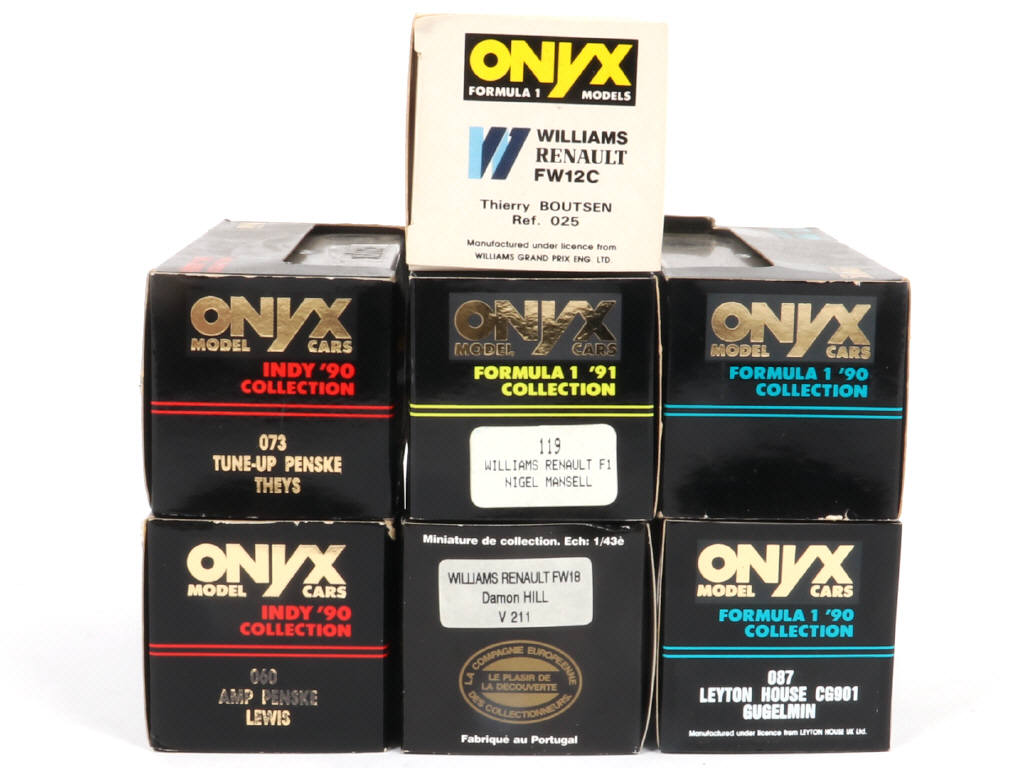 ONYX
FORMULA 1 MODELS
WILLIAMS
RENAULT
FW12C
Thierry BOUTSEN
Ref. 025
Manufactured under licence from
WILLIAMS GRAND PRIX ENG LTD.
ONYX
MODEL CARS
INDY '90
COLLECTION
073
TUNE-UP PENSKE
THEYS
ONYX
MODEL CARS
FORMULA 1 '91
COLLECTION
119
WILLIAMS RENAULT F1
NIGEL MANSELL
ONYX
MODEL CARS
FORMULA 1 '90
COLLECTION
ONYX
MODEL CARS
INDY '90
COLLECTION
060
AMP PENSKE
LEWIS
Miniature de collection. Ech: 1/43è
WILLIAMS RENAULT FW18
Damon HILL
V 211
LA COMPAGNIE EUROPEENNE
LE PLASIR DE
LA DECOUVERTE
DES COLLECTIONNEURS.
Fabriqué au Portugal
ONYX
MODEL CARS
FORMULA 1 '90
COLLECTION
087
LEYTON HOUSE CG901
GUGELMIN
Manufactured under licence from LEYTON HOUSE UK Ltd.